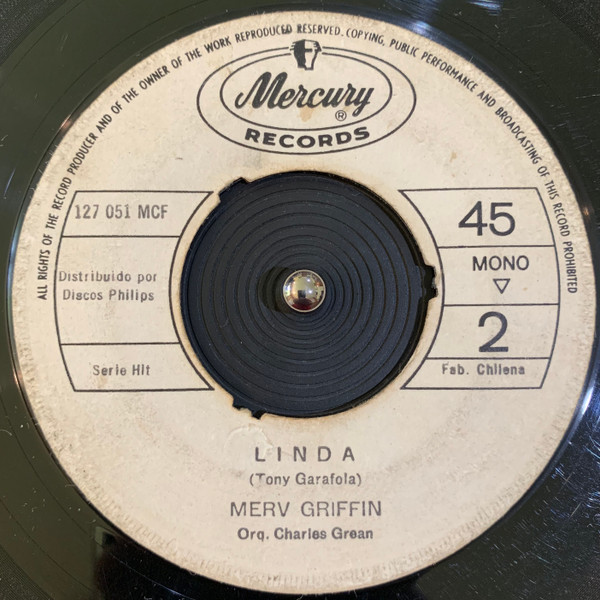 ALL RIGHTS OF THE RECORD PRODUCER AND OF THE OWNER OF THE WORK REPRODUCED RESERVED. COPYING, PUBLIC PERFORMANCE AND BROADCASTING OF THIS RECORD PROHIBITED
Mercury ®
RECORDS
127 051 MCF
Distribuido por
Discos Philips
Serie Hit
45
MONO
▽
2
Fab. Chilena
LINDA
(Tony Garafola)
MERV GRIFFIN
Orq. Charles Grean